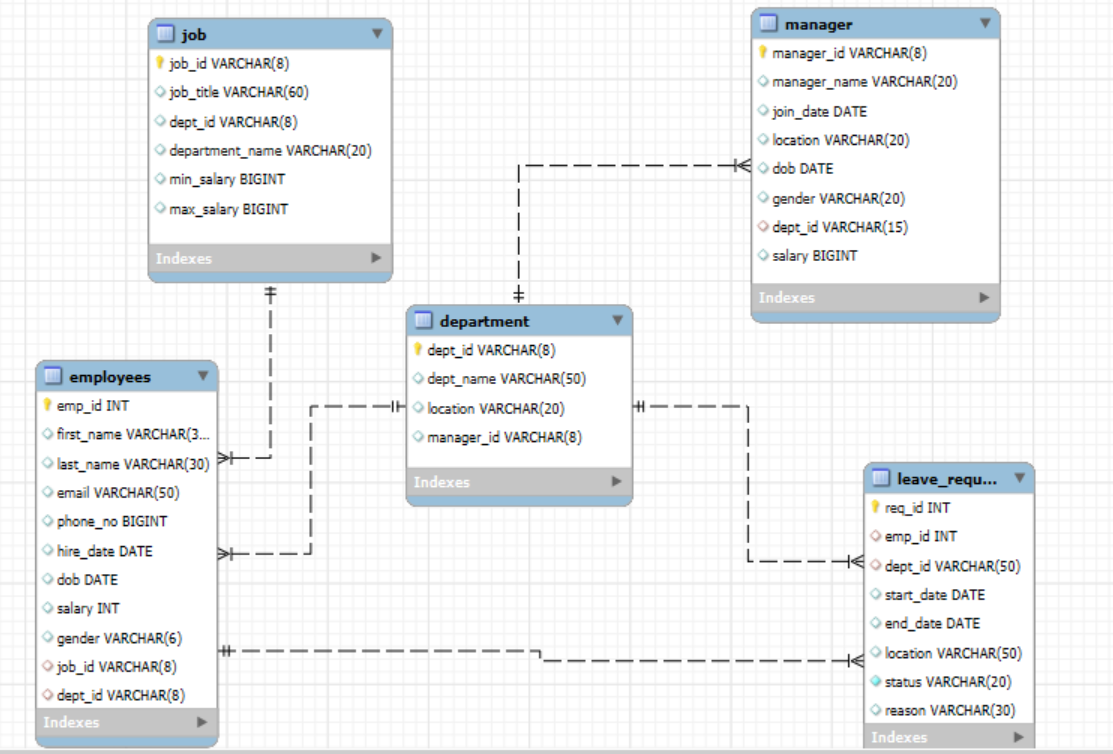 job
job_id VARCHAR(8)
job_title VARCHAR(60)
dept_id VARCHAR(8)
department_name VARCHAR(20)
min_salary BIGINT
max_salary BIGINT
Indexes
manager
manager_id VARCHAR(8)
manager_name VARCHAR(20)
join_date DATE
location VARCHAR(20)
dob DATE
gender VARCHAR(20)
dept_id VARCHAR(15)
salary BIGINT
Indexes
department
dept_id VARCHAR(8)
dept_name VARCHAR(50)
location VARCHAR(20)
manager_id VARCHAR(8)
Indexes
employees
emp_id INT
first_name VARCHAR(3...
last_name VARCHAR(30)
email VARCHAR(50)
phone_no BIGINT
hire_date DATE
dob DATE
salary INT
gender VARCHAR(6)
job_id VARCHAR(8)
dept_id VARCHAR(8)
Indexes
leave_requ...
req_id INT
emp_id INT
dept_id VARCHAR(50)
start_date DATE
end_date DATE
location VARCHAR(50)
status VARCHAR(20)
reason VARCHAR(30)
Indexes